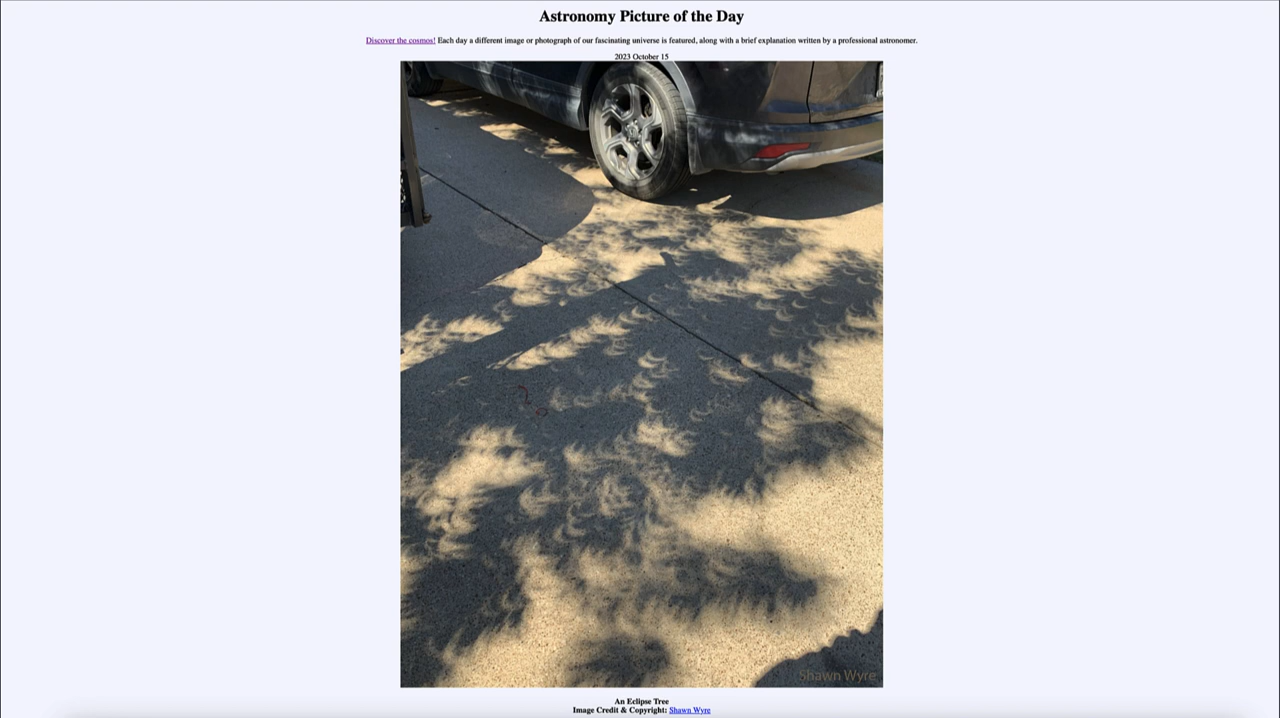 Astronomy Picture of the Day
Discover the cosmos! Each day a different image or photograph of our fascinating universe is featured, along with a brief explanation written by a professional astronomer.
2023 October 15
Shawn Wyre
An Eclipse Tree
Image Credit & Copyright: Shawn Wyre